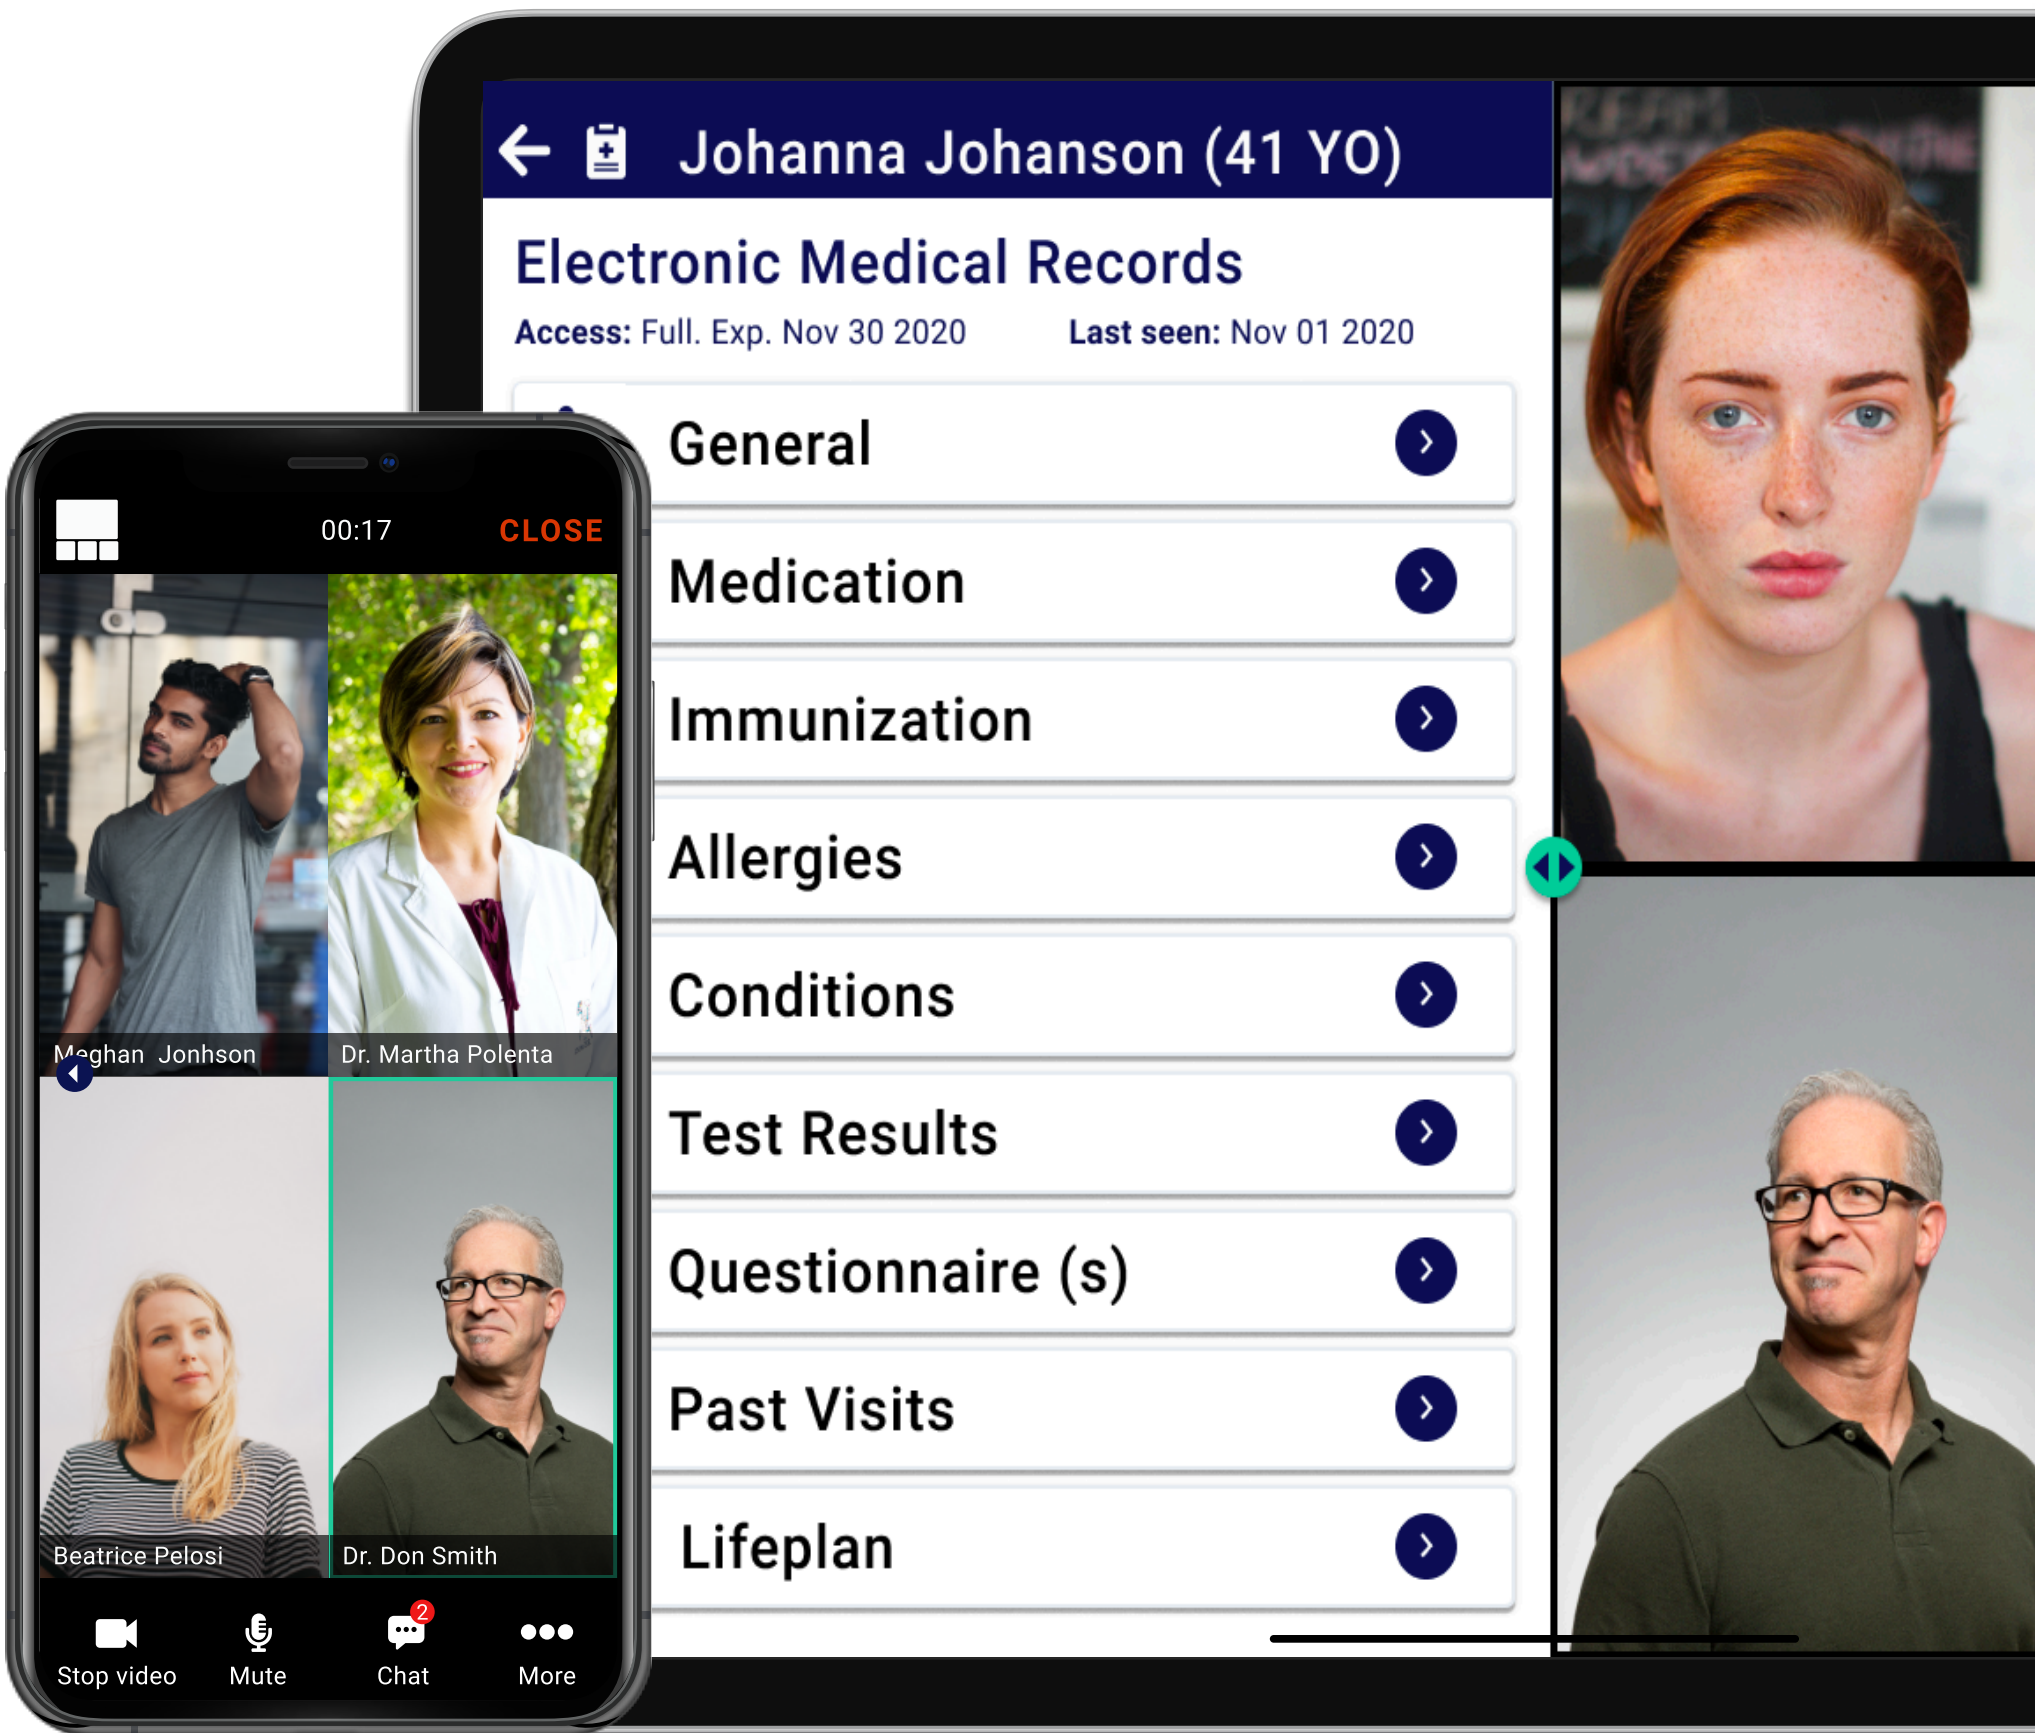 Johanna Johanson (41 YO)
Electronic Medical Records
Access: Full. Exp. Nov 30 2020
Last seen: Nov 01 2020
General
Medication
Immunization
Allergies
Conditions
Test Results
Questionnaire (s)
Past Visits
Lifeplan
00:17
CLOSE
Meghan Jonhson
Dr. Martha Polenta
Beatrice Pelosi
Dr. Don Smith
2
Stop video
Mute
Chat
More